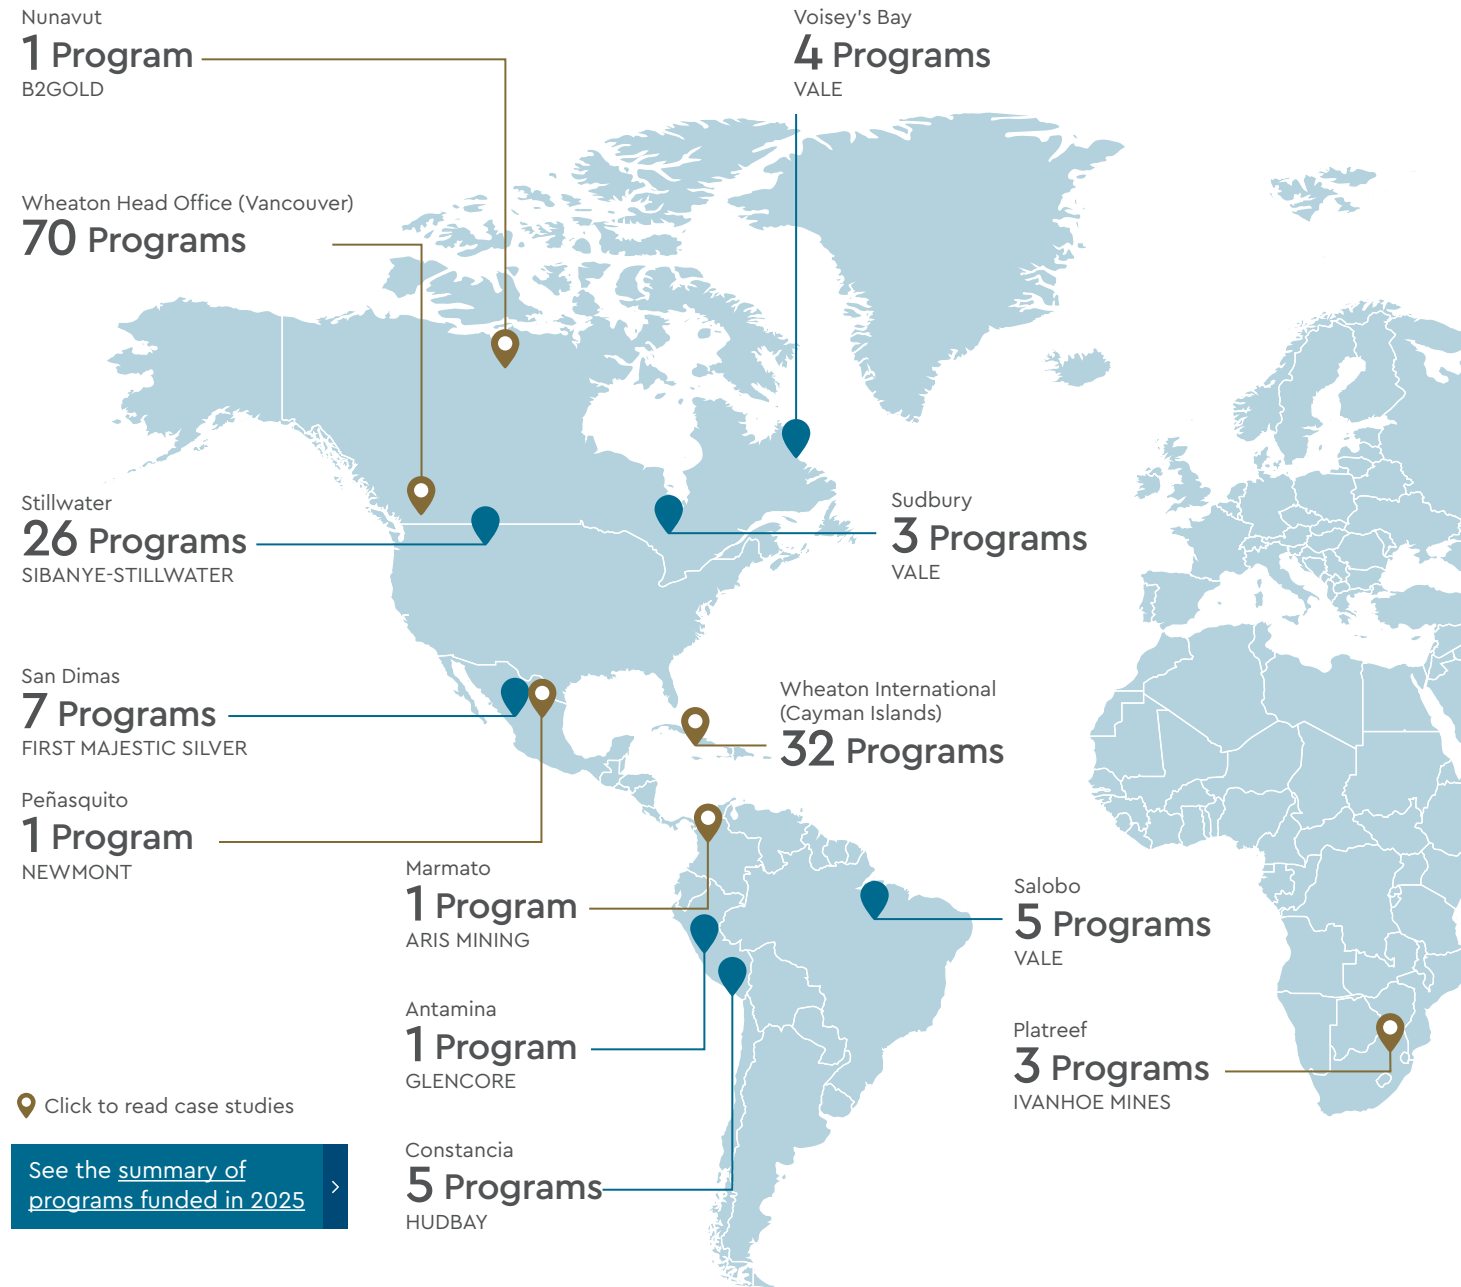 Nunavut
1 Program
B2GOLD
Voisey's Bay
4 Programs
VALE
Wheaton Head Office (Vancouver)
70 Programs
Stillwater
26 Programs
SIBANYE-STILLWATER
Sudbury
3 Programs
VALE
San Dimas
7 Programs
FIRST MAJESTIC SILVER
Wheaton International
(Cayman Islands)
32 Programs
Peñasquito
1 Program
NEWMONT
Marmato
1 Program
ARIS MINING
Salobo
5 Programs
VALE
Antamina
1 Program
GLENCORE
Platreef
3 Programs
IVANHOE MINES
Click to read case studies
Constancia
5 Programs
HUDBAY
See the summary of
programs funded in 2025